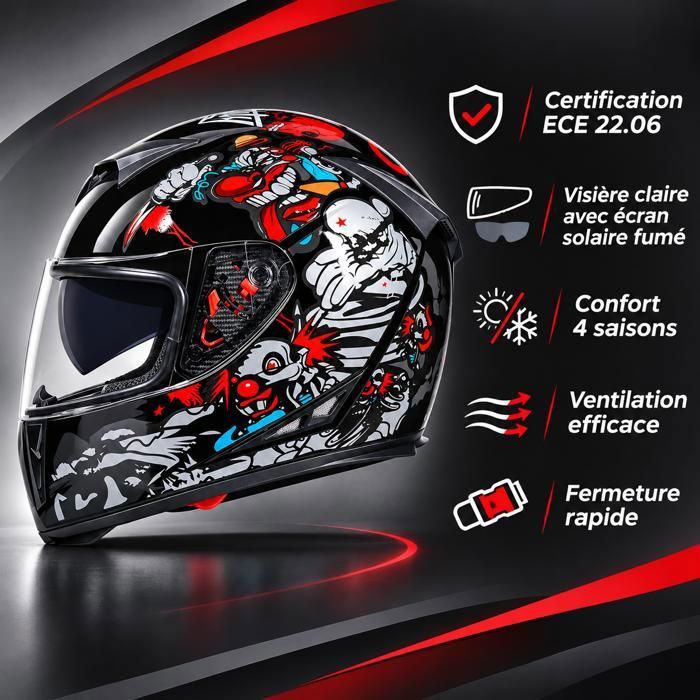 Certification
ECE 22.06
Visière claire
avec écran
solaire fumé
Confort
4 saisons
Ventilation
efficace
Fermeture
rapide